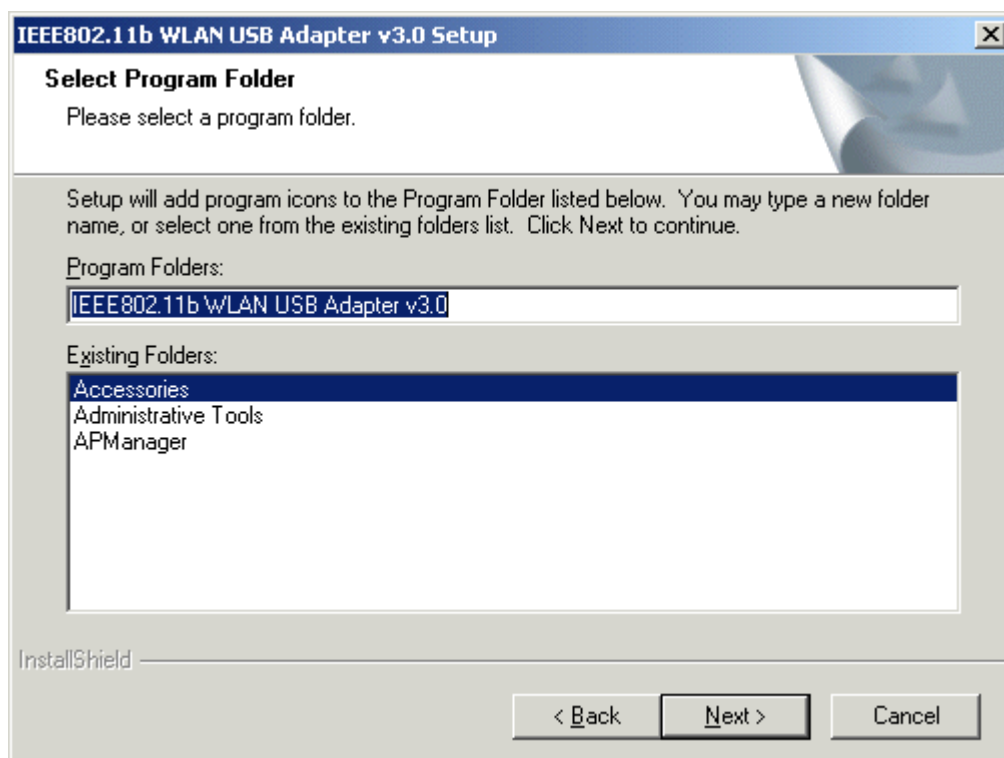 IEEE802.11b WLAN USB Adapter v3.0 Setup
Select Program Folder
Please select a program folder.
Setup will add program icons to the Program Folder listed below.  You may type a new folder
name, or select one from the existing folders list.  Click Next to continue.
Program Folders:
IEEE802.11b WLAN USB Adapter v3.0
Existing Folders:
Accessories
Administrative Tools
APManager
InstallShield
< Back Next > Cancel